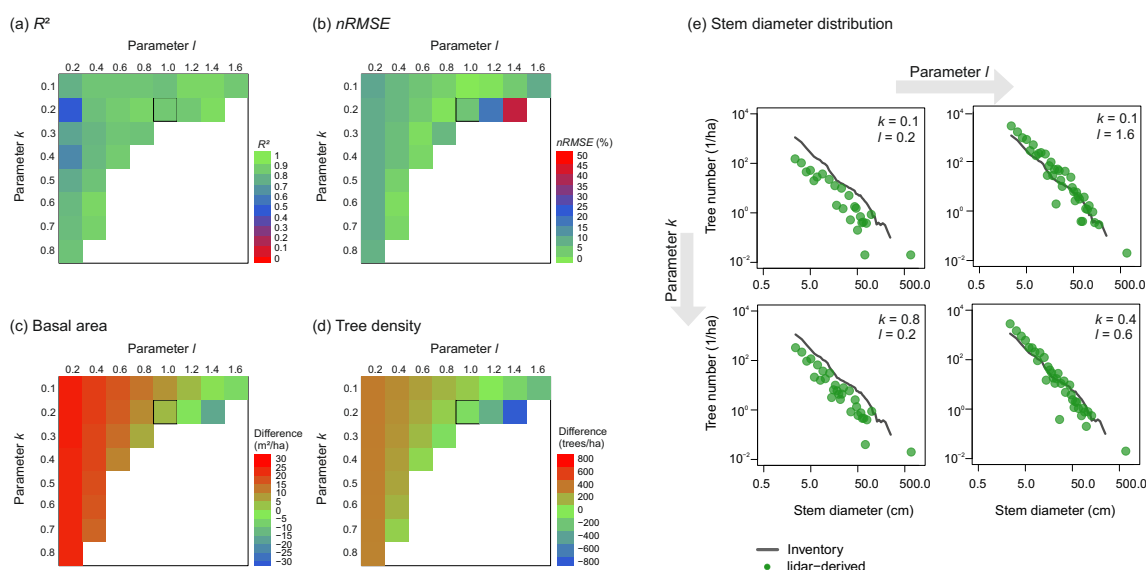 (a) R²
Parameter l
0.2 0.4 0.6 0.8 1.0 1.2 1.4 1.6
Parameter k
0.1
0.2
0.3
0.4
0.5
0.6
0.7
0.8
R²
1
0.9
0.8
0.7
0.6
0.5
0.4
0.3
0.2
0.1
0
(b) nRMSE
Parameter l
0.2 0.4 0.6 0.8 1.0 1.2 1.4 1.6
Parameter k
0.1
0.2
0.3
0.4
0.5
0.6
0.7
0.8
nRMSE (%)
50
45
40
35
30
25
20
15
10
5
0
(c) Basal area
Parameter l
0.2 0.4 0.6 0.8 1.0 1.2 1.4 1.6
Parameter k
0.1
0.2
0.3
0.4
0.5
0.6
0.7
0.8
Difference
(m²/ha)
30
25
20
15
10
5
0
−5
−10
−15
−20
−25
−30
(d) Tree density
Parameter l
0.2 0.4 0.6 0.8 1.0 1.2 1.4 1.6
Parameter k
0.1
0.2
0.3
0.4
0.5
0.6
0.7
0.8
Difference
(trees/ha)
800
600
400
200
0
−200
−400
−600
−800
(e) Stem diameter distribution
Parameter l
Parameter k
Tree number (1/ha)
10⁴
10²
10⁰
10⁻²
0.5 5.0 50.0 500.0
k = 0.1
l = 0.2
0.5 5.0 50.0 500.0
10⁴
10²
10⁰
10⁻²
k = 0.1
l = 1.6
Tree number (1/ha)
10⁴
10²
10⁰
10⁻²
0.5 5.0 50.0 500.0
k = 0.8
l = 0.2
Stem diameter (cm)
10⁴
10²
10⁰
10⁻²
0.5 5.0 50.0 500.0
k = 0.4
l = 0.6
Stem diameter (cm)
Inventory
lidar−derived